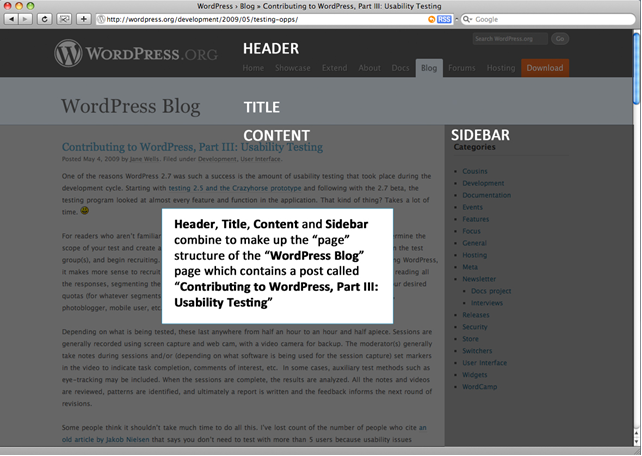 WordPress › Blog » Contributing to WordPress, Part III: Usability Testing
http://wordpress.org/development/2009/05/testing-opps/
RSS
Google
WORDPRESS.ORG
HEADER
Search WordPress.org
Go
Home Showcase Extend About Docs Blog Forums Hosting Download
WordPress Blog
TITLE
CONTENT
SIDEBAR
Contributing to WordPress, Part III: Usability Testing
Posted May 4, 2009 by Jane Wells. Filed under Development, User Interface.
One of the reasons WordPress 2.7 was such a success is the amount of usability testing that took place during the
development cycle. Starting with testing 2.5 and the Crazyhorse prototype and following with the 2.7 beta, the
testing program looked at almost every feature and function in the application. That kind of thing? Takes a lot of
time.
For readers who aren't familia
ermine the
scope of your test and create a
n the test
group(s), and begin recruiting.
ng WordPress,
it makes more sense to recruit
reading all
the responses, segmenting the
our desired
quotas (for whatever segments
photoblogger, mobile user, etc.
Header, Title, Content and Sidebar
combine to make up the “page”
structure of the “WordPress Blog”
page which contains a post called
“Contributing to WordPress, Part III:
Usability Testing”
Depending on what is being tested, these last anywhere from half an hour to an hour and half apiece. Sessions are
generally recorded using screen capture and web cam, with a video camera for backup. The moderator(s) generally
take notes during sessions and/or (depending on what software is being used for the session capture) set markers
in the video to indicate task completion, comments of interest, etc. In some cases, auxiliary test methods such as
eye-tracking may be included. When the sessions are complete, the results are analyzed. All the notes and videos
are reviewed, patterns are identified, and ultimately a report is written and the feedback informs the next round of
revisions.
Some people think it shouldn't take much time to do all this. I've lost count of the number of people who cite an
old article by Jakob Nielsen that says you don't need to test with more than 5 users because usability issues
Categories
Cousins
Development
Documentation
Events
Features
Focus
General
Hosting
Meta
Newsletter
Docs project
Interviews
Releases
Security
Store
Switchers
User Interface
Widgets
WordCamp